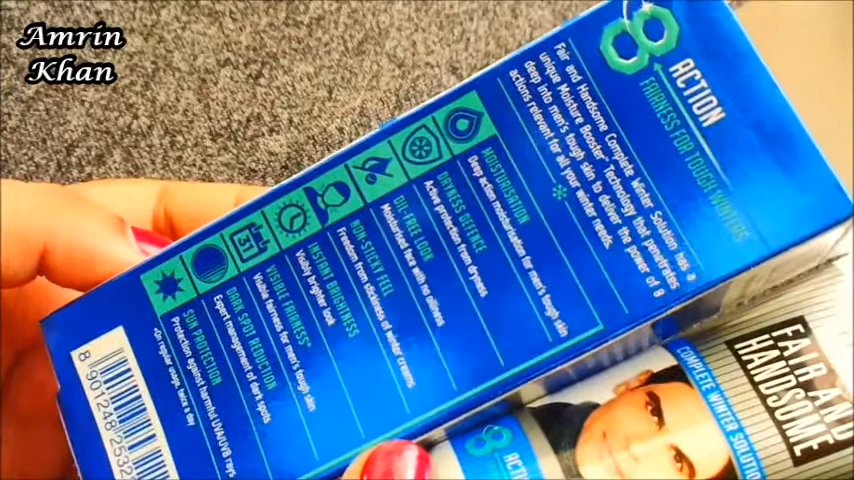 Amrin
Khan
8
ACTION
FAIRNESS FOR TOUGH WINTERS
Fair and Handsome Complete Winter Solution, has a
unique Moisture Booster Technology that penetrates
deep into men's tough skin to deliver the power of 8
actions relevant for all your winter needs.
MOISTURISATION
Deep action moisturisation for men's tough skin
DRYNESS DEFENCE
Active protection from dryness
OIL-FREE LOOK
Moisturised face with no oiliness
NON-STICKY FEEL
Freedom from stickiness of winter creams
INSTANT BRIGHTNESS
Visibly brighter look
31
VISIBLE FAIRNESS*
Visible fairness for men's tough skin
DARK SPOT REDUCTION
Expert management of dark spots
SUN PROTECTION
Protection against harmful UVA/UVB rays
*On regular usage, twice a day
FAIR AND
HANDSOME
COMPLETE WINTER SOLUTION
8